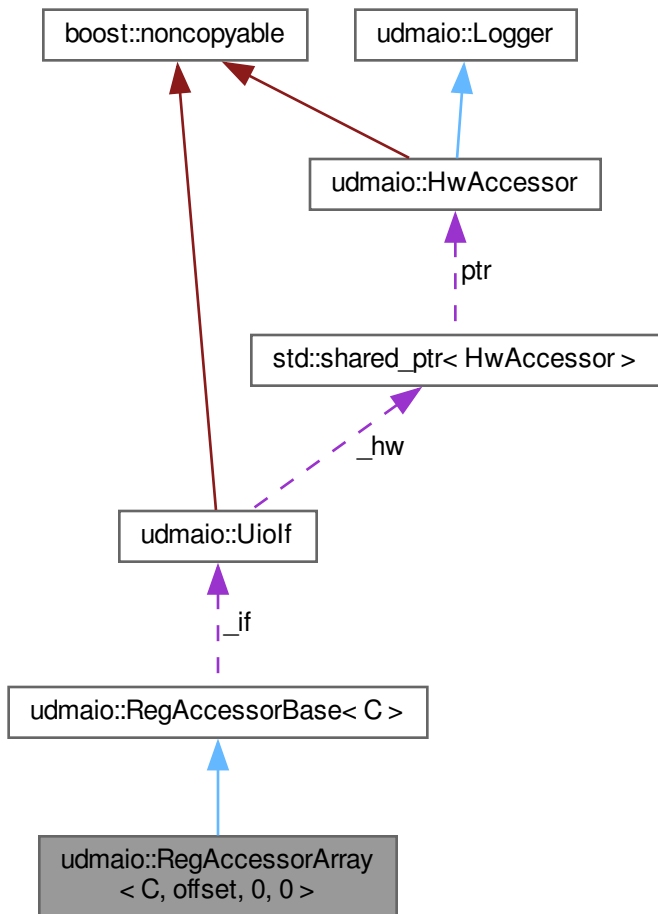 boost::noncopyable
udmaio::Logger
udmaio::HwAccessor
ptr
std::shared_ptr< HwAccessor >
_hw
udmaio::UioIf
_if
udmaio::RegAccessorBase< C >
udmaio::RegAccessorArray
< C, offset, 0, 0 >